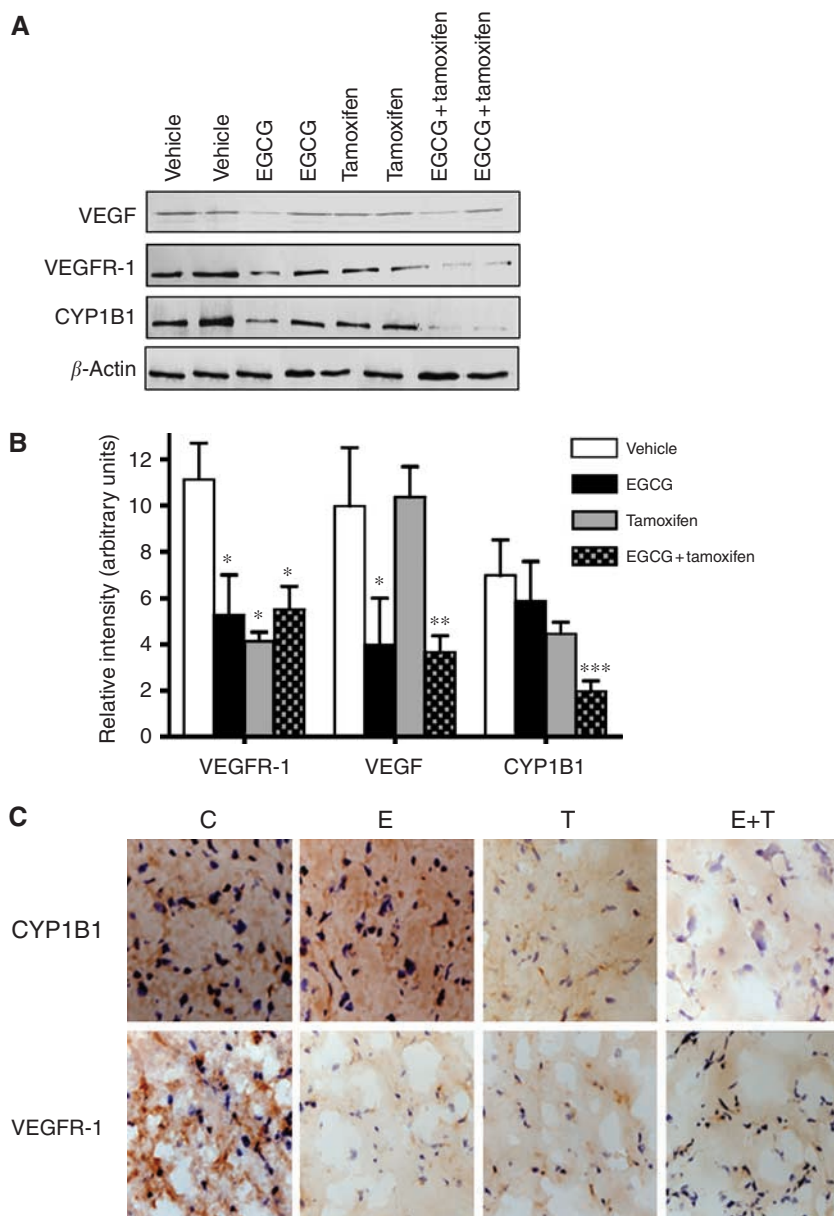 A
Vehicle
Vehicle
EGCG
EGCG
Tamoxifen
Tamoxifen
EGCG+tamoxifen
EGCG+tamoxifen
VEGF
VEGFR-1
CYP1B1
β-Actin
B
Relative intensity (arbitrary units)
12
10
8
6
4
2
0
*
*
*
*
**
***
VEGFR-1 VEGF CYP1B1
Vehicle
EGCG
Tamoxifen
EGCG+tamoxifen
C
C E T E+T
CYP1B1
VEGFR-1